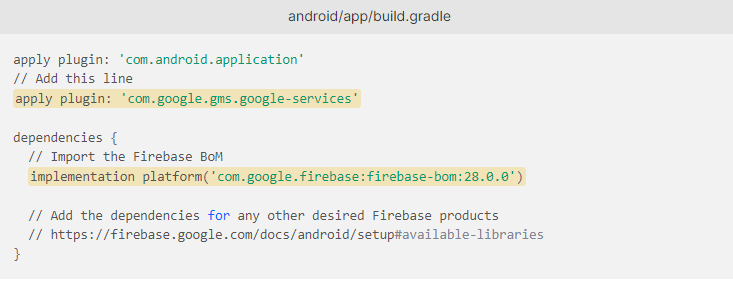 android/app/build.gradle
apply plugin: 'com.android.application'
// Add this line
apply plugin: 'com.google.gms.google-services'
dependencies {
// Import the Firebase BoM
implementation platform('com.google.firebase:firebase-bom:28.0.0')
// Add the dependencies for any other desired Firebase products
// https://firebase.google.com/docs/android/setup#available-libraries
}